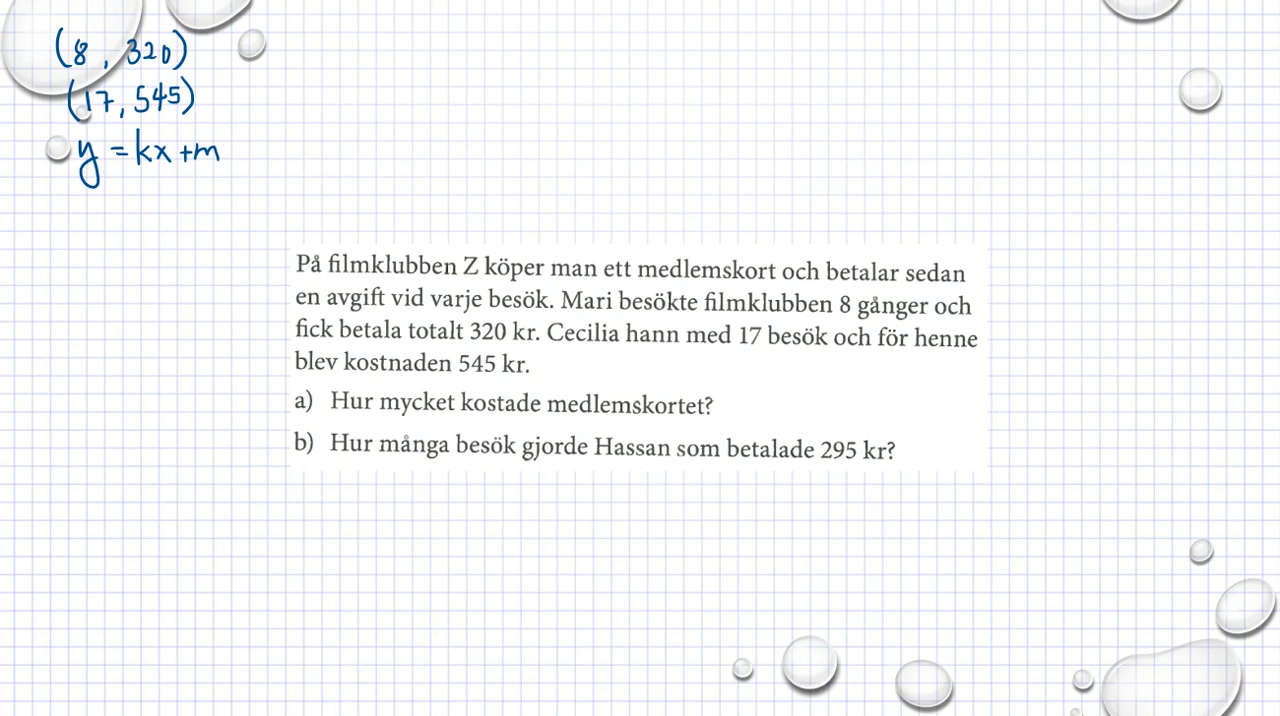 (8, 320)
(17, 545)
y = kx + m
På filmklubben Z köper man ett medlemskort och betalar sedan
en avgift vid varje besök. Mari besökte filmklubben 8 gånger och
fick betala totalt 320 kr. Cecilia hann med 17 besök och för henne
blev kostnaden 545 kr.
a) Hur mycket kostade medlemskortet?
b) Hur många besök gjorde Hassan som betalade 295 kr?